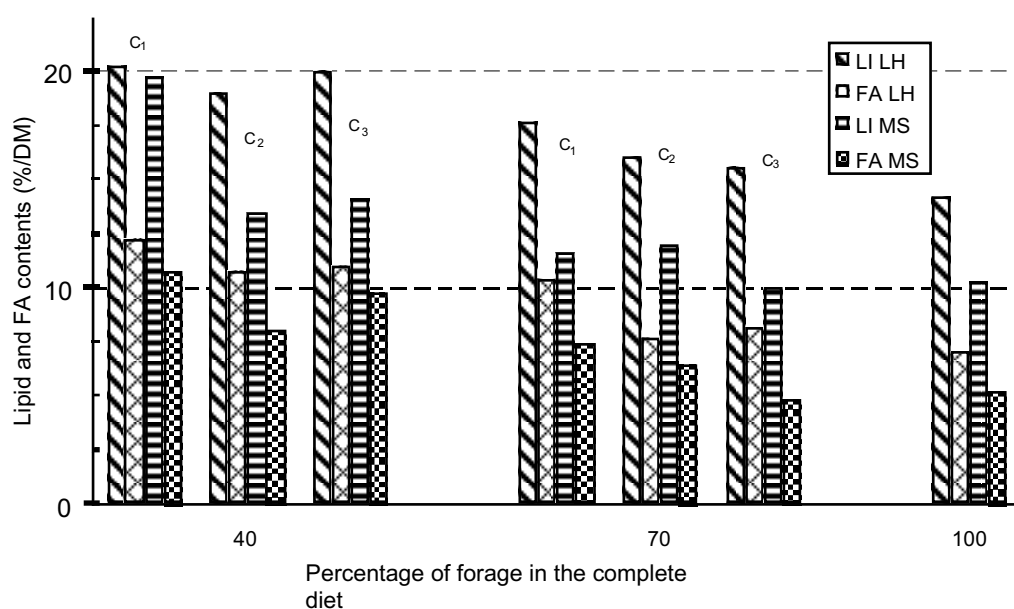 C1
20
C2
C3
C1
C2
C3
LI LH
FA LH
LI MS
FA MS
Lipid and FA contents (%/DM)
10
0
40
70
100
Percentage of forage in the complete
diet